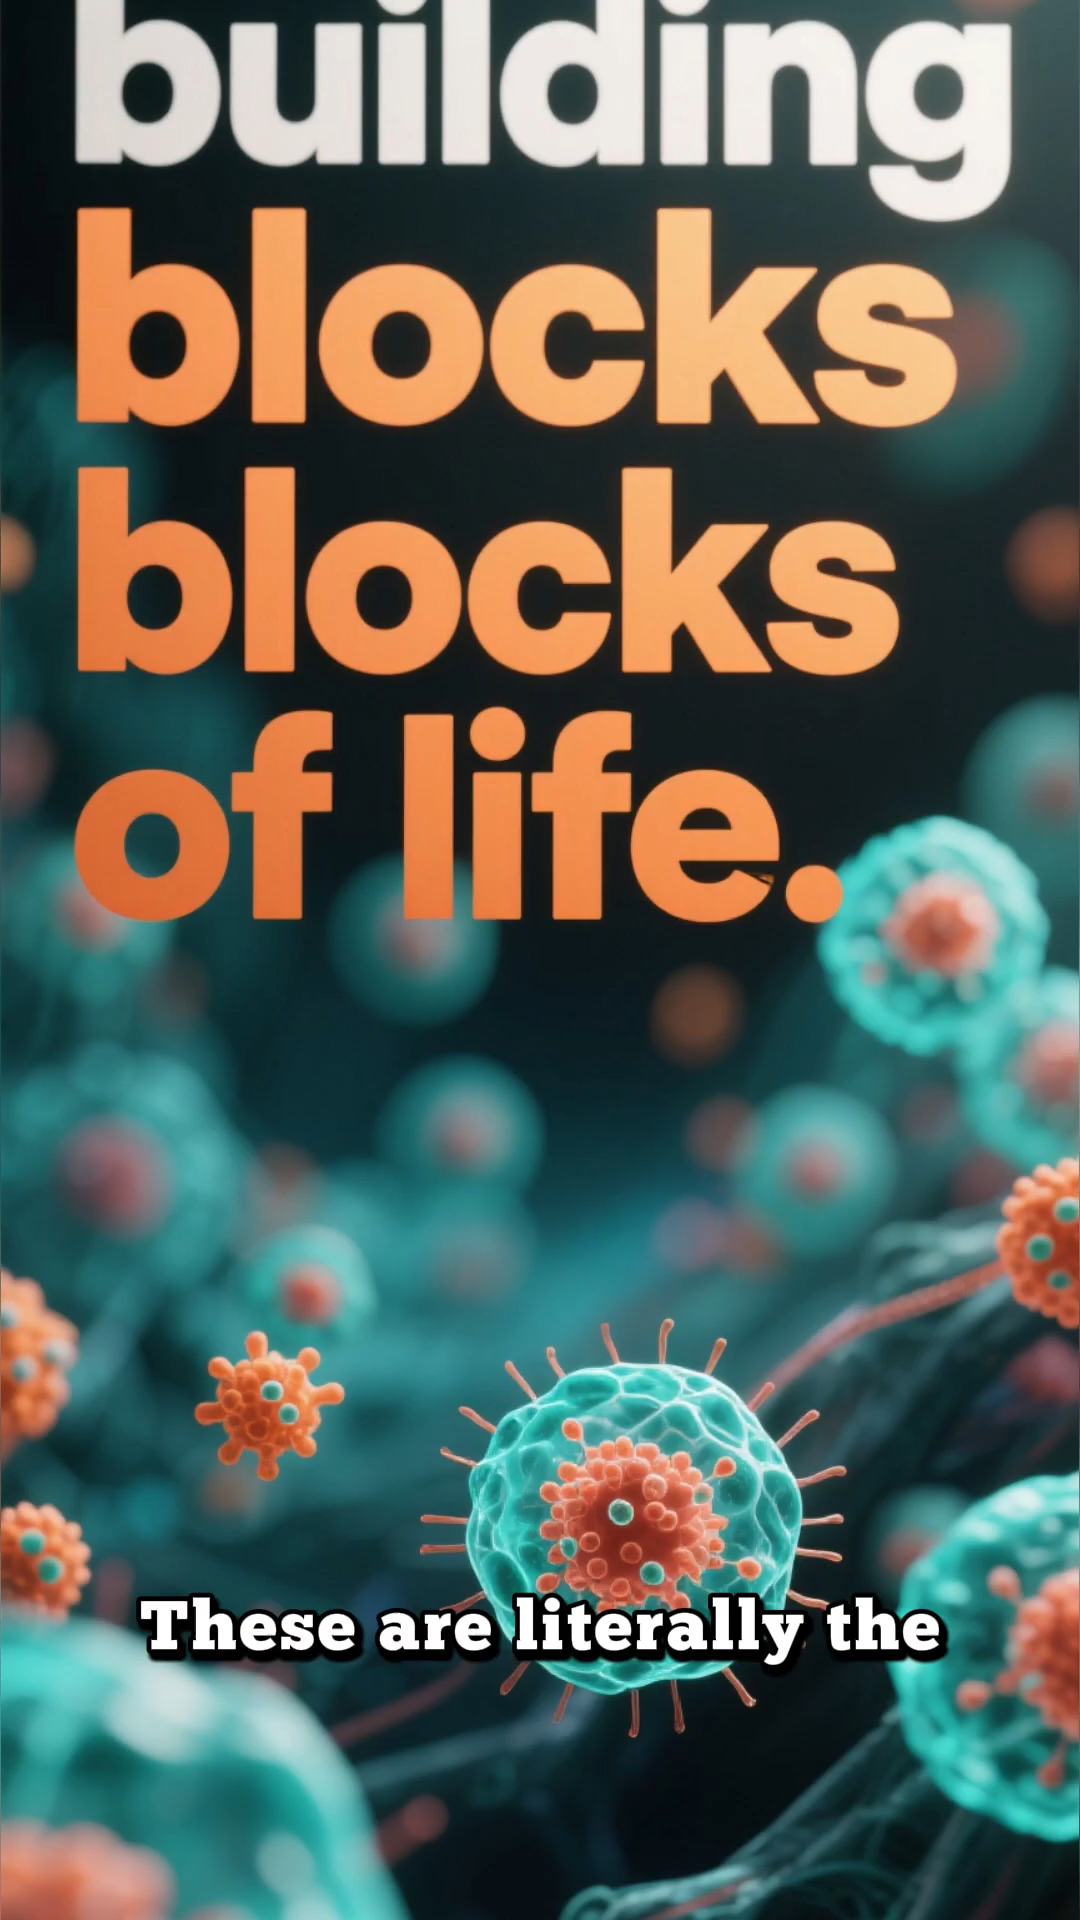 building
blocks
blocks
of life.
These are literally the